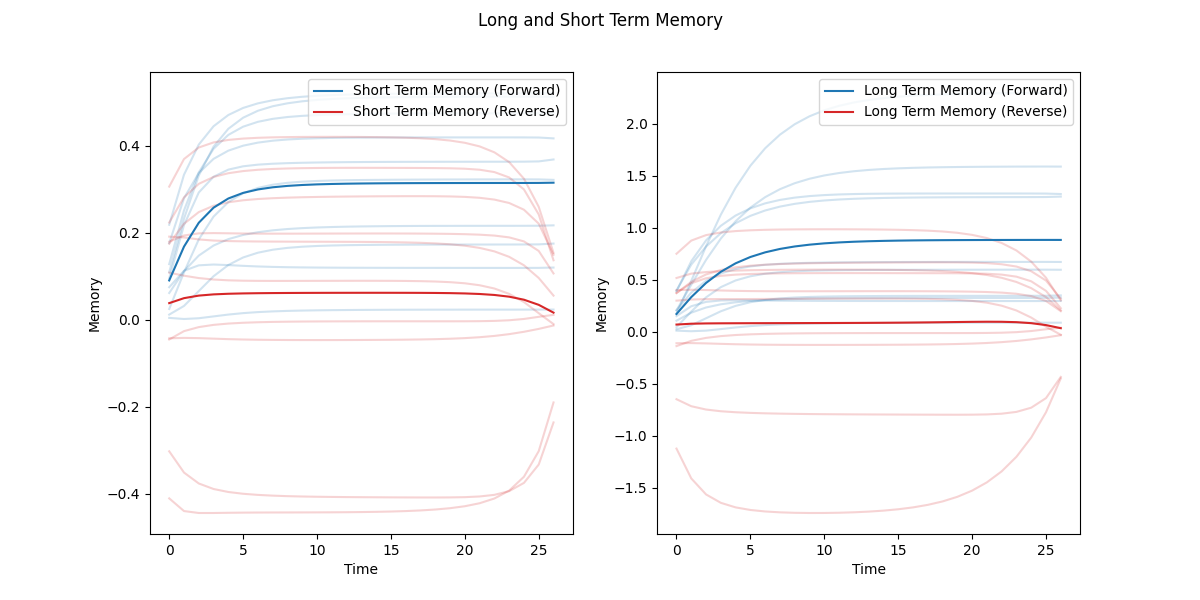 Long and Short Term Memory
Short Term Memory (Forward)
Short Term Memory (Reverse)
0.4
0.2
0.0
−0.2
−0.4
Memory
0
5
10
15
20
25
Time
Long Term Memory (Forward)
Long Term Memory (Reverse)
2.0
1.5
1.0
0.5
0.0
−0.5
−1.0
−1.5
Memory
0
5
10
15
20
25
Time